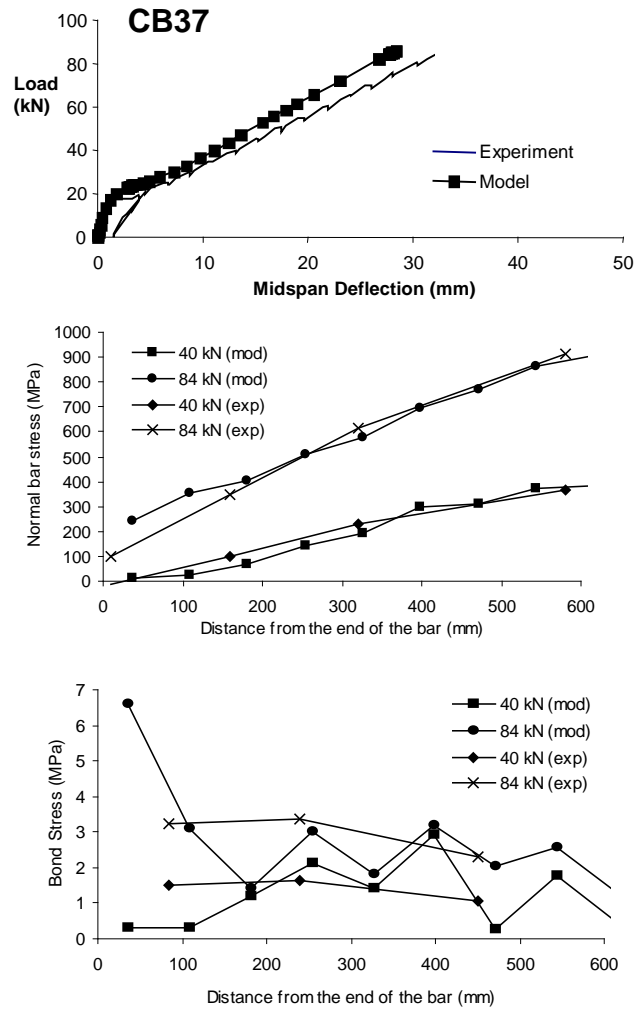 CB37
Load
(kN)
100
80
60
40
20
0
Experiment
Model
0 10 20 30 40 50
Midspan Deflection (mm)
Normal bar stress (MPa)
1000
900
800
700
600
500
400
300
200
100
0
40 kN (mod)
84 kN (mod)
40 kN (exp)
84 kN (exp)
0 100 200 300 400 500 600
Distance from the end of the bar (mm)
Bond Stress (MPa)
7
6
5
4
3
2
1
0
40 kN (mod)
84 kN (mod)
40 kN (exp)
84 kN (exp)
0 100 200 300 400 500 600
Distance from the end of the bar (mm)